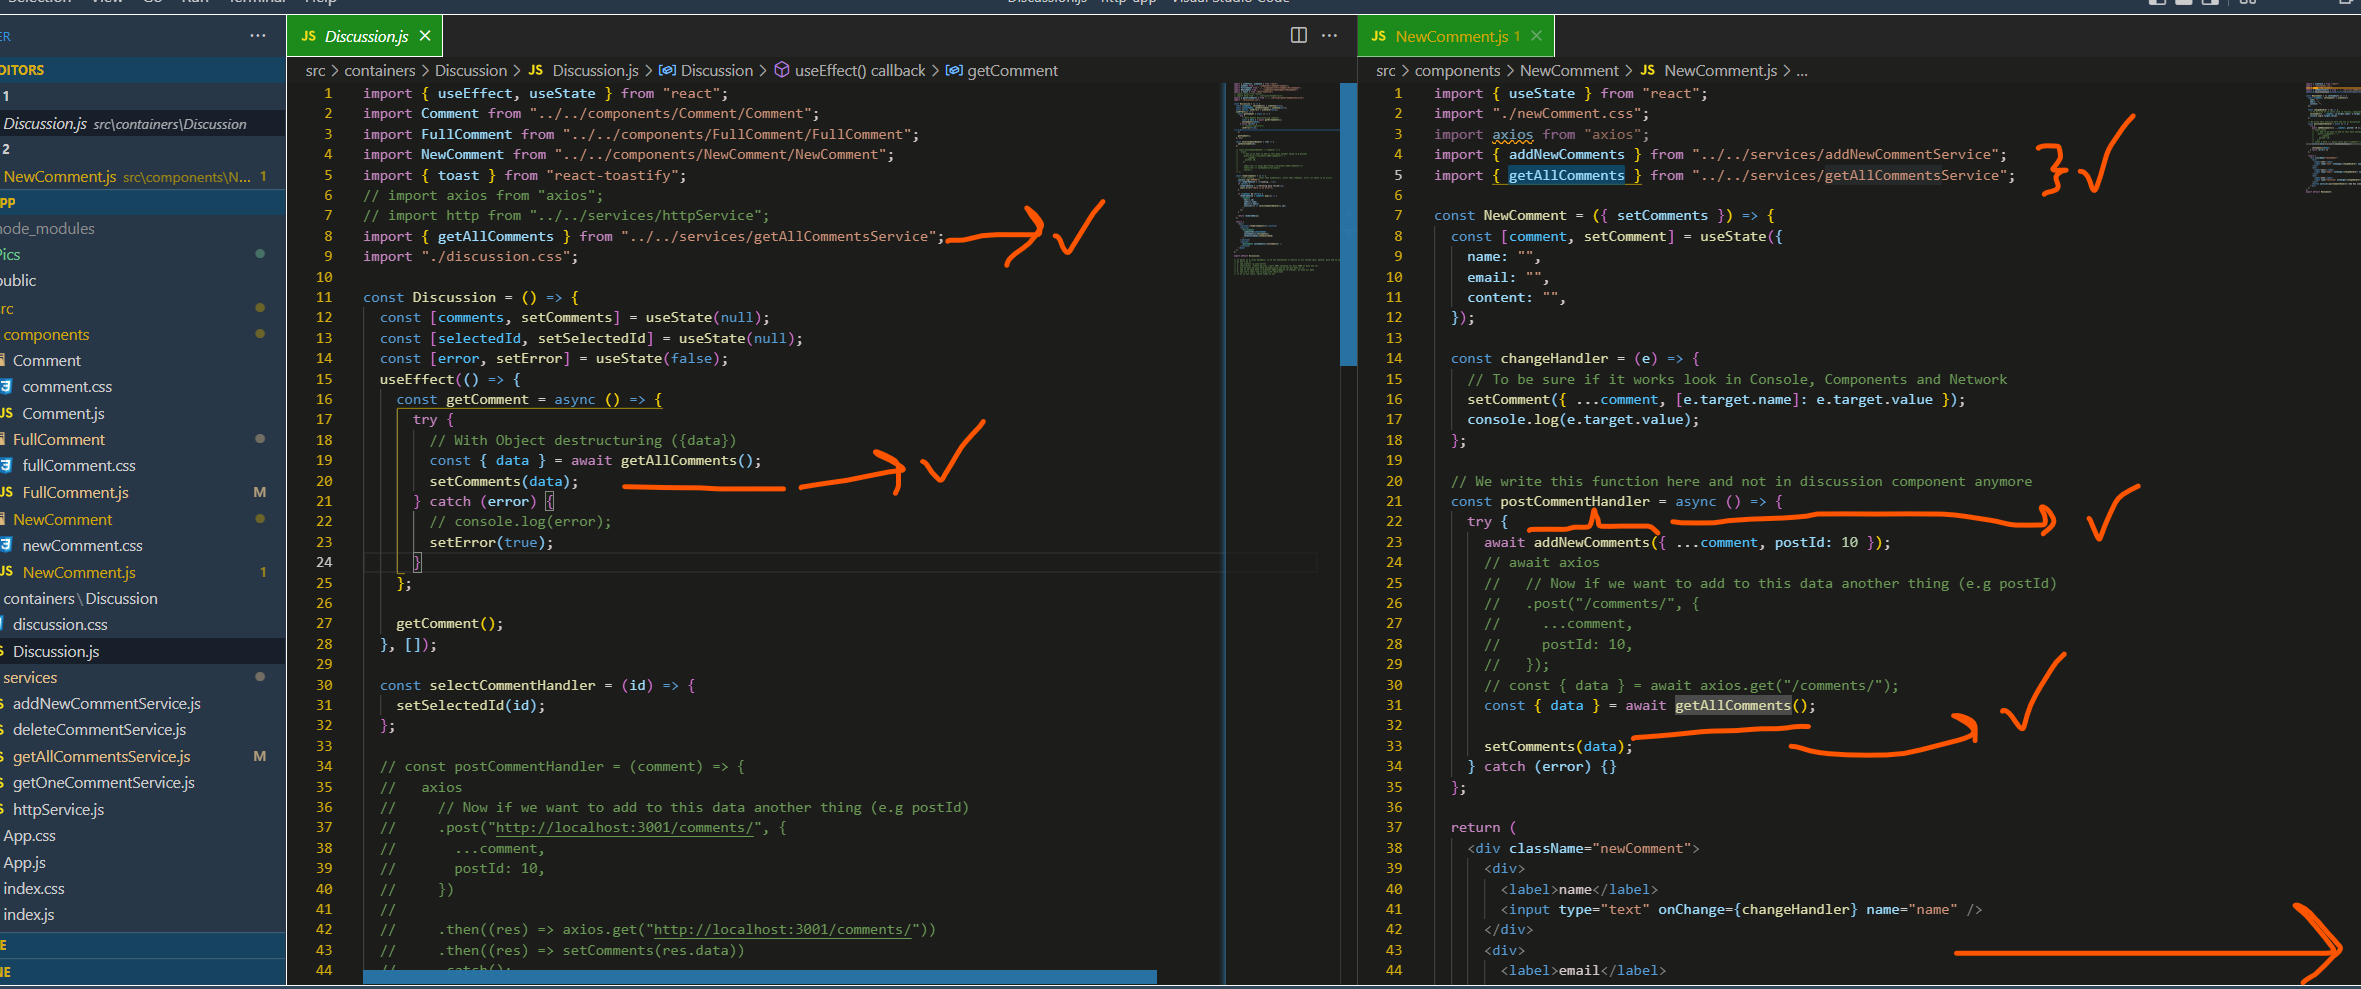 Discussion.js - http-app - Visual Studio Code
ER
EDITORS
1
Discussion.js src\containers\Discussion
2
NewComment.js src\components\N... 1
node_modules
Pics
public
src
components
Comment
comment.css
Comment.js
FullComment
fullComment.css
FullComment.js M
NewComment
newComment.css
NewComment.js 1
containers\Discussion
discussion.css
Discussion.js
services
addNewCommentService.js
deleteCommentService.js
getAllCommentsService.js M
getOneCommentService.js
httpService.js
App.css
App.js
index.css
index.js
JS Discussion.js
src > containers > Discussion > JS Discussion.js > Discussion > useEffect() callback > getComment
1 import { useEffect, useState } from "react";
2 import Comment from "../../components/Comment/Comment";
3 import FullComment from "../../components/FullComment/FullComment";
4 import NewComment from "../../components/NewComment/NewComment";
5 import { toast } from "react-toastify";
6 // import axios from "axios";
7 // import http from "../../services/httpService";
8 import { getAllComments } from "../../services/getAllCommentsService";
9 import "./discussion.css";
10
11 const Discussion = () => {
12 const [comments, setComments] = useState(null);
13 const [selectedId, setSelectedId] = useState(null);
14 const [error, setError] = useState(false);
15 useEffect(() => {
16 const getComment = async () => {
17 try {
18 // With Object destructuring ({data})
19 const { data } = await getAllComments();
20 setComments(data);
21 } catch (error) {
22 // console.log(error);
23 setError(true);
24 }
25 };
26
27 getComment();
28 }, []);
29
30 const selectCommentHandler = (id) => {
31 setSelectedId(id);
32 };
33
34 // const postCommentHandler = (comment) => {
35 // axios
36 // // Now if we want to add to this data another thing (e.g postId)
37 // .post("http://localhost:3001/comments/", {
38 // ...comment,
39 // postId: 10,
40 // })
41 //
42 // .then((res) => axios.get("http://localhost:3001/comments/"))
43 // .then((res) => setComments(res.data))
44 // .catch();
JS NewComment.js 1
src > components > NewComment > JS NewComment.js > ...
1 import { useState } from "react";
2 import "./newComment.css";
3 import axios from "axios";
4 import { addNewComments } from "../../services/addNewCommentService";
5 import { getAllComments } from "../../services/getAllCommentsService";
6
7 const NewComment = ({ setComments }) => {
8 const [comment, setComment] = useState({
9 name: "",
10 email: "",
11 content: "",
12 });
13
14 const changeHandler = (e) => {
15 // To be sure if it works look in Console, Components and Network
16 setComment({ ...comment, [e.target.name]: e.target.value });
17 console.log(e.target.value);
18 };
19
20 // We write this function here and not in discussion component anymore
21 const postCommentHandler = async () => {
22 try {
23 await addNewComments({ ...comment, postId: 10 });
24 // await axios
25 // // Now if we want to add to this data another thing (e.g postId)
26 // .post("/comments/", {
27 // ...comment,
28 // postId: 10,
29 // });
30 // const { data } = await axios.get("/comments/");
31 const { data } = await getAllComments();
32
33 setComments(data);
34 } catch (error) {}
35 };
36
37 return (
38 <div className="newComment">
39 <div>
40 <label>name</label>
41 <input type="text" onChange={changeHandler} name="name" />
42 </div>
43 <div>
44 <label>email</label>